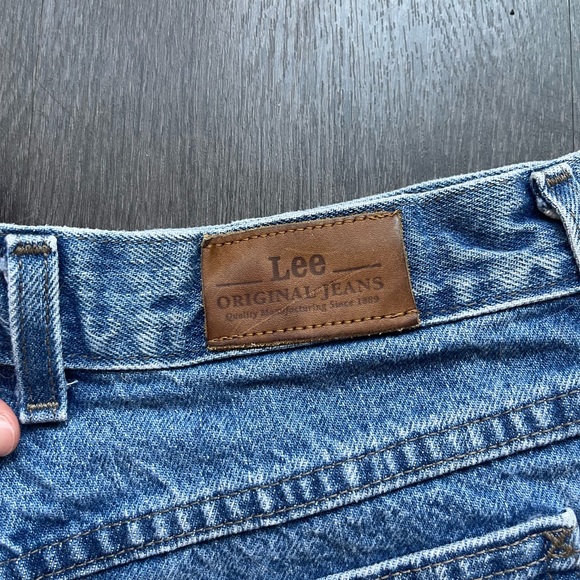 Lee
ORIGINAL JEANS
Quality Manufacturing Since 1889